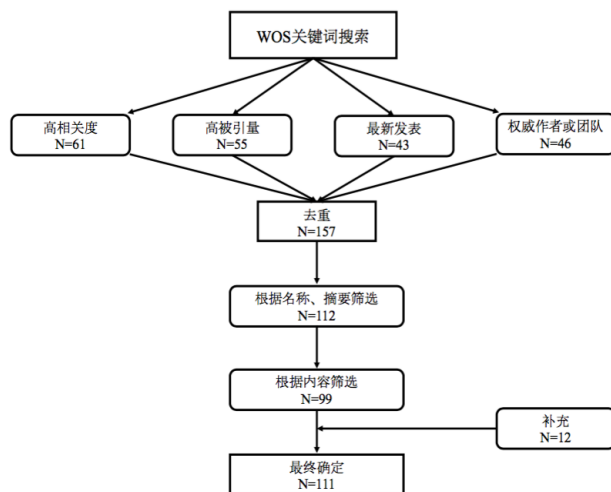 WOS关键词搜索
高相关度
N=61
高被引量
N=55
最新发表
N=43
权威作者或团队
N=46
去重
N=157
根据名称、摘要筛选
N=112
根据内容筛选
N=99
补充
N=12
最终确定
N=111